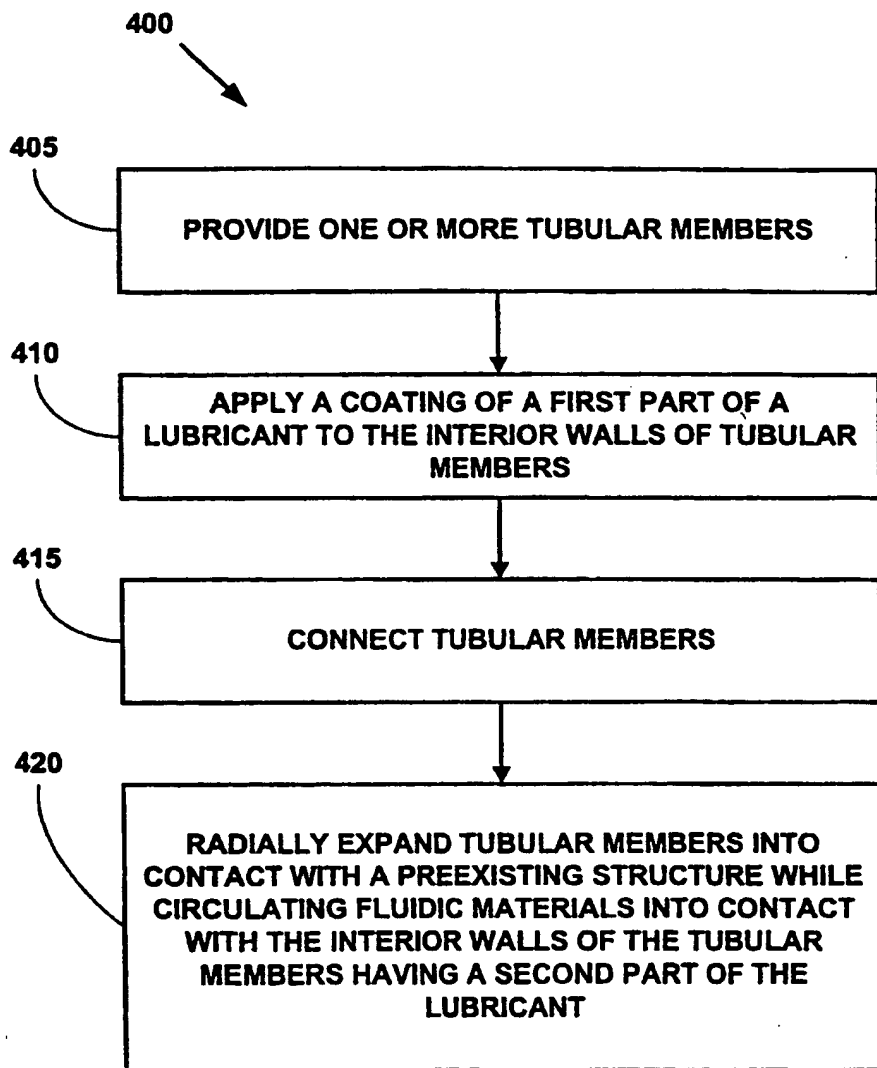 400
405
PROVIDE ONE OR MORE TUBULAR MEMBERS
410
APPLY A COATING OF A FIRST PART OF A
LUBRICANT TO THE INTERIOR WALLS OF TUBULAR
MEMBERS
415
CONNECT TUBULAR MEMBERS
420
RADIALLY EXPAND TUBULAR MEMBERS INTO
CONTACT WITH A PREEXISTING STRUCTURE WHILE
CIRCULATING FLUIDIC MATERIALS INTO CONTACT
WITH THE INTERIOR WALLS OF THE TUBULAR
MEMBERS HAVING A SECOND PART OF THE
LUBRICANT